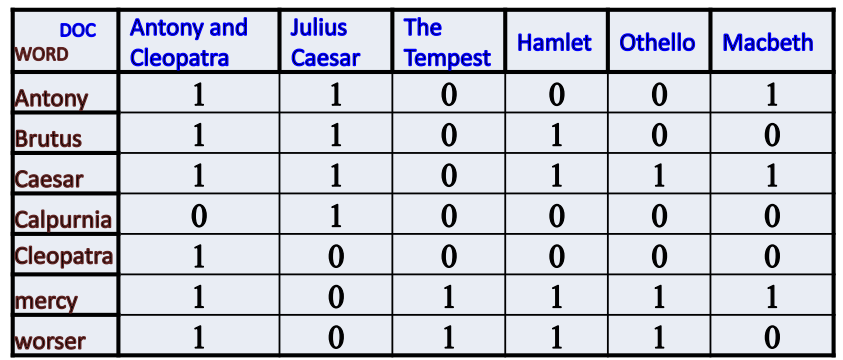 DOC Antony and Julius The Hamlet Othello Macbeth
WORD Cleopatra Caesar Tempest
Antony 1 1 0 0 0 1
Brutus 1 1 0 1 0 0
Caesar 1 1 0 1 1 1
Calpurnia 0 1 0 0 0 0
Cleopatra 1 0 0 0 0 0
mercy 1 0 1 1 1 1
worser 1 0 1 1 1 0